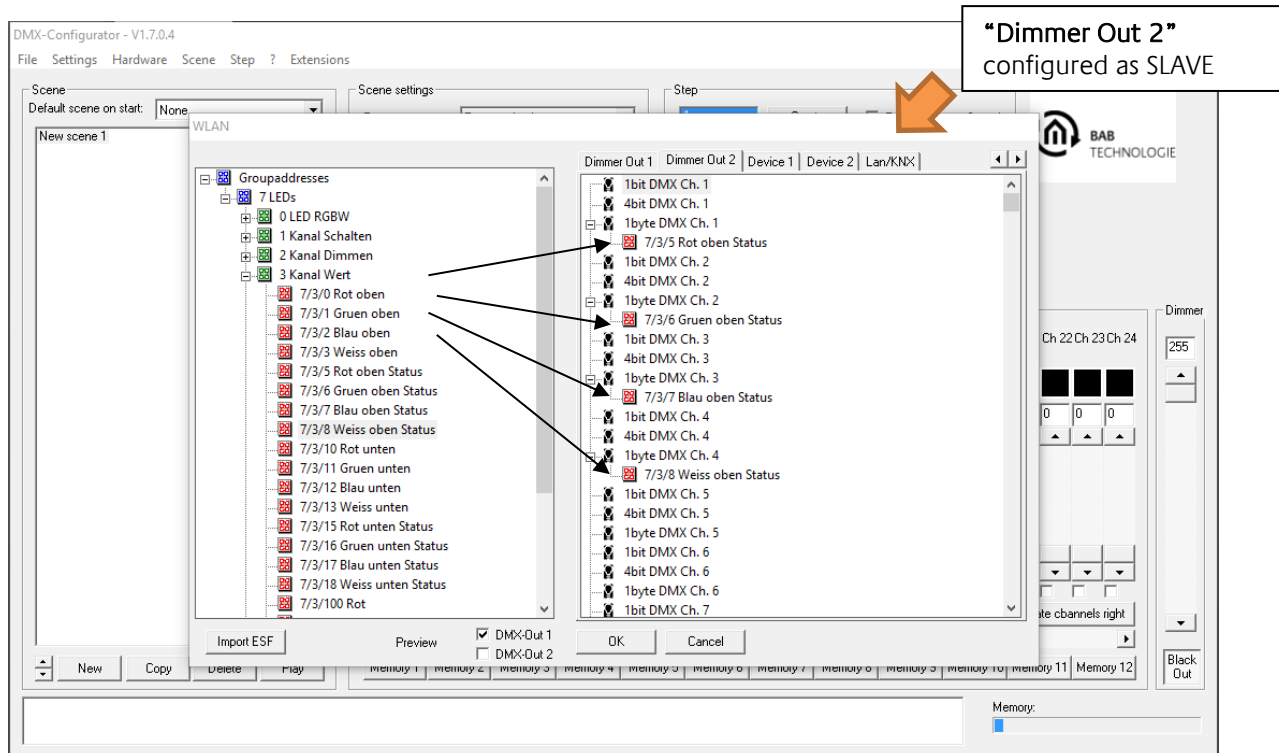 “Dimmer Out 2”
configured as SLAVE
DMX-Configurator - V1.7.0.4
File Settings Hardware Scene Step ? Extensions
Scene
Default scene on start: None
New scene 1
Scene settings
Step
BAB
TECHNOLOGIE
WLAN
Groupaddresses
7 LEDs
0 LED RGBW
1 Kanal Schalten
2 Kanal Dimmen
3 Kanal Wert
7/3/0 Rot oben
7/3/1 Gruen oben
7/3/2 Blau oben
7/3/3 Weiss oben
7/3/5 Rot oben Status
7/3/6 Gruen oben Status
7/3/7 Blau oben Status
7/3/8 Weiss oben Status
7/3/10 Rot unten
7/3/11 Gruen unten
7/3/12 Blau unten
7/3/13 Weiss unten
7/3/15 Rot unten Status
7/3/16 Gruen unten Status
7/3/17 Blau unten Status
7/3/18 Weiss unten Status
7/3/100 Rot
Dimmer Out 1 Dimmer Out 2 Device 1 Device 2 Lan/KNX
1bit DMX Ch. 1
4bit DMX Ch. 1
1byte DMX Ch. 1
7/3/5 Rot oben Status
1bit DMX Ch. 2
4bit DMX Ch. 2
1byte DMX Ch. 2
7/3/6 Gruen oben Status
1bit DMX Ch. 3
4bit DMX Ch. 3
1byte DMX Ch. 3
7/3/7 Blau oben Status
1bit DMX Ch. 4
4bit DMX Ch. 4
1byte DMX Ch. 4
7/3/8 Weiss oben Status
1bit DMX Ch. 5
4bit DMX Ch. 5
1byte DMX Ch. 5
1bit DMX Ch. 6
4bit DMX Ch. 6
1byte DMX Ch. 6
1bit DMX Ch. 7
Import ESF
Preview
DMX-Out 1
DMX-Out 2
OK Cancel
Dimmer
255
Ch 22 Ch 23 Ch 24
0 0 0
channels right
Black
Out
New Copy Delete Play
Memory 1 Memory 2 Memory 3 Memory 4 Memory 5 Memory 6 Memory 7 Memory 8 Memory 9 Memory 10 Memory 11 Memory 12
Memory: